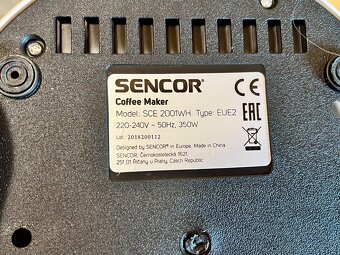 SENCOR®
CE
Coffee Maker
Model: SCE 2001WH Type: EUE2
220-240V ~ 50Hz, 350W
EAC
Lot: 2018200112
Designed by SENCOR® in Europe, Made in China
SENCOR, Černokostelecká 1621,
251 01 Říčany u Prahy, Czech Republic